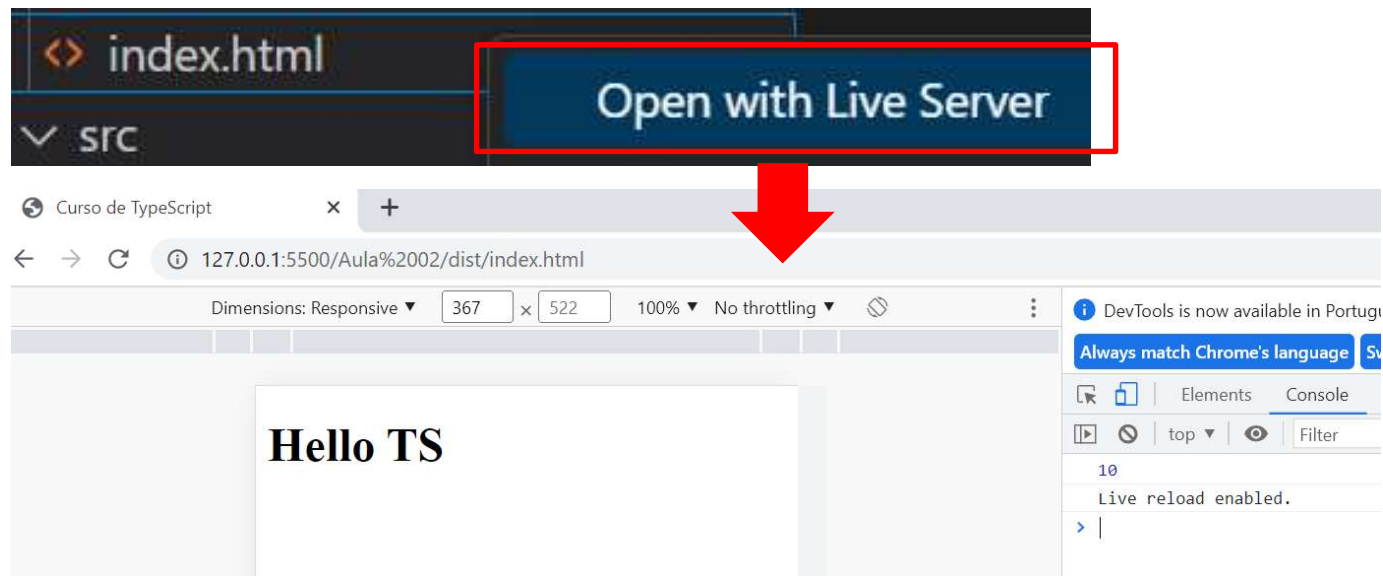 <> index.html
Open with Live Server
src
Curso de TypeScript
127.0.0.1:5500/Aula%2002/dist/index.html
Dimensions: Responsive ▼ 367 × 522 100% ▼ No throttling ▼
DevTools is now available in Portugu
Always match Chrome's language Sw
Elements Console
top ▼ Filter
Hello TS
10
Live reload enabled.
>